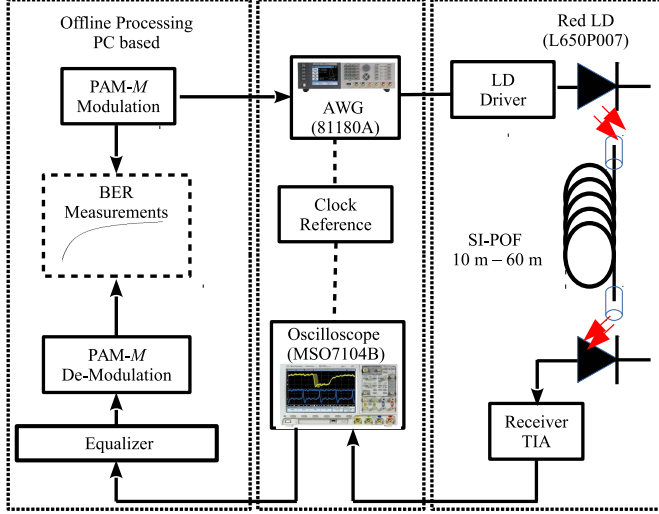 Offline Processing
PC based
PAM-M
Modulation
BER
Measurements
PAM-M
De-Modulation
Equalizer
AWG
(81180A)
Clock
Reference
Oscilloscope
(MSO7104B)
Red LD
(L650P007)
LD
Driver
SI-POF
10 m – 60 m
Receiver
TIA